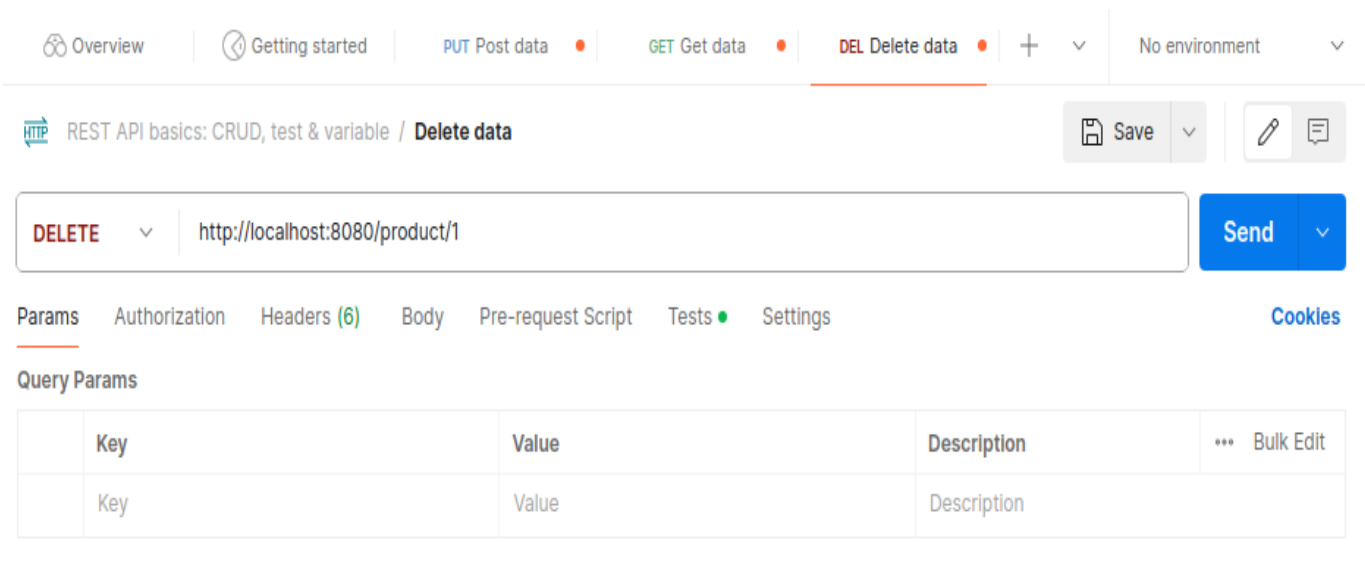 Overview Getting started PUT Post data GET Get data DEL Delete data No environment
HTTP REST API basics: CRUD, test & variable / Delete data Save
DELETE http://localhost:8080/product/1 Send
Params Authorization Headers (6) Body Pre-request Script Tests Settings Cookies
Query Params
Key Value Description Bulk Edit
Key Value Description